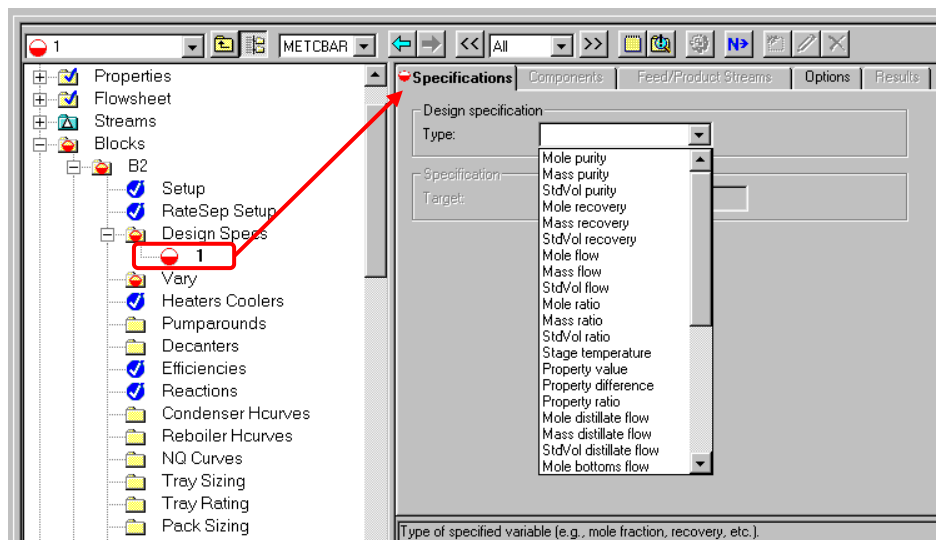 1
METCBAR
<<
All
>>
N>
Properties
Flowsheet
Streams
Blocks
B2
Setup
RateSep Setup
Design Specs
1
Vary
Heaters Coolers
Pumparounds
Decanters
Efficiencies
Reactions
Condenser Hcurves
Reboiler Hcurves
NQ Curves
Tray Sizing
Tray Rating
Pack Sizing
Specifications Components Feed/Product Streams Options Results
Design specification
Type:
Specification
Target:
Mole purity
Mass purity
StdVol purity
Mole recovery
Mass recovery
StdVol recovery
Mole flow
Mass flow
StdVol flow
Mole ratio
Mass ratio
StdVol ratio
Stage temperature
Property value
Property difference
Property ratio
Mole distillate flow
Mass distillate flow
StdVol distillate flow
Mole bottoms flow
Type of specified variable (e.g., mole fraction, recovery, etc.).